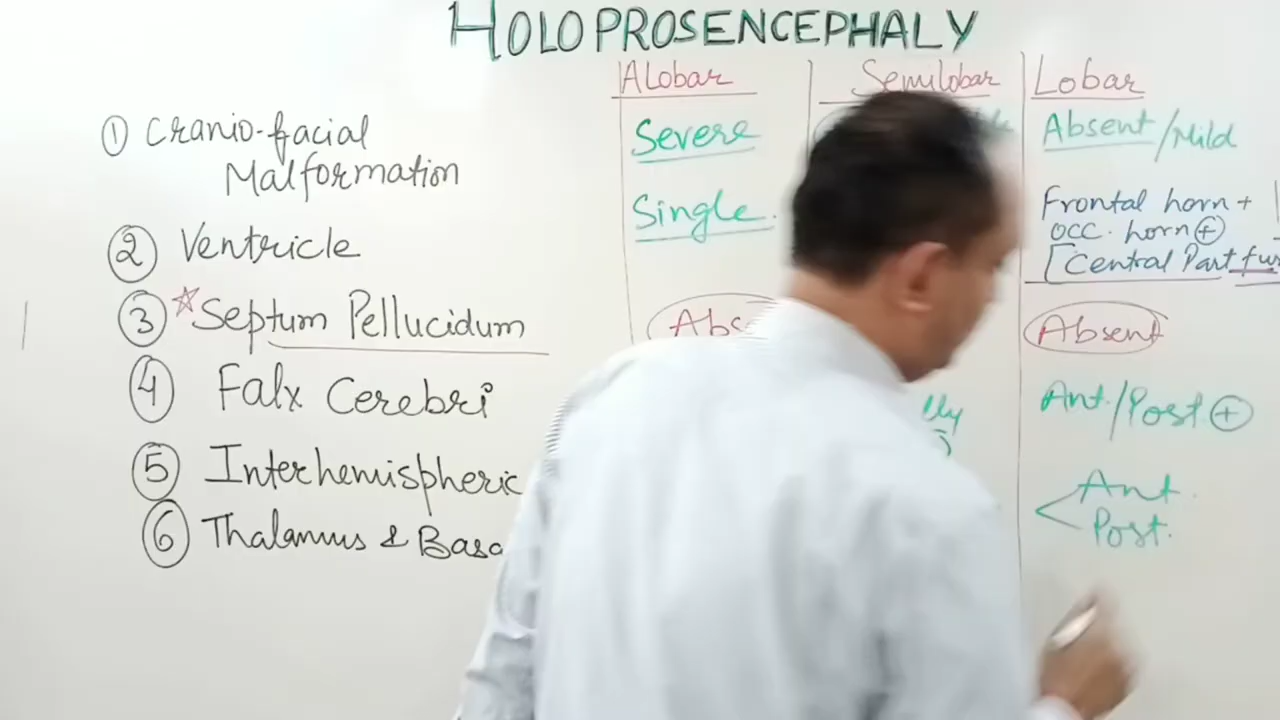 HOLOPROSENCEPHALY
Alobar Semilobar Lobar
① Cranio-facial Malformation
Severe
Absent/Mild
② Ventricle
Single.
Frontal horn +
occ. horn ⊕
[Central Part
③ ☆Septum Pellucidum
Absent
④ Falx Cerebri
Ant./Post ⊕
⑤ Interhemispheric
Ant.
Post.
⑥ Thalamus &